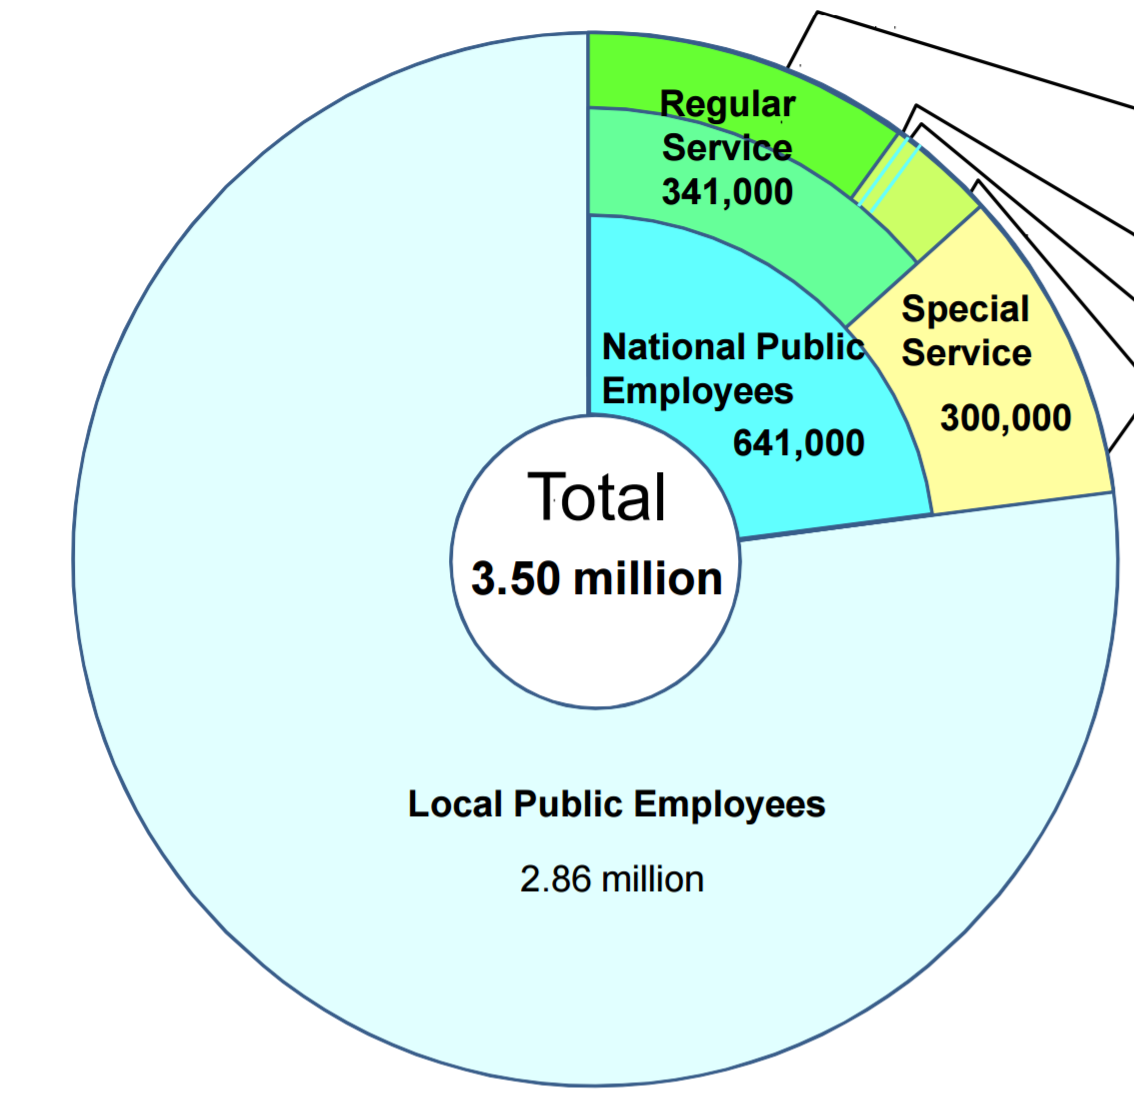 Regular
Service
341,000
Special
Service
300,000
National Public
Employees
641,000
Total
3.50 million
Local Public Employees
2.86 million